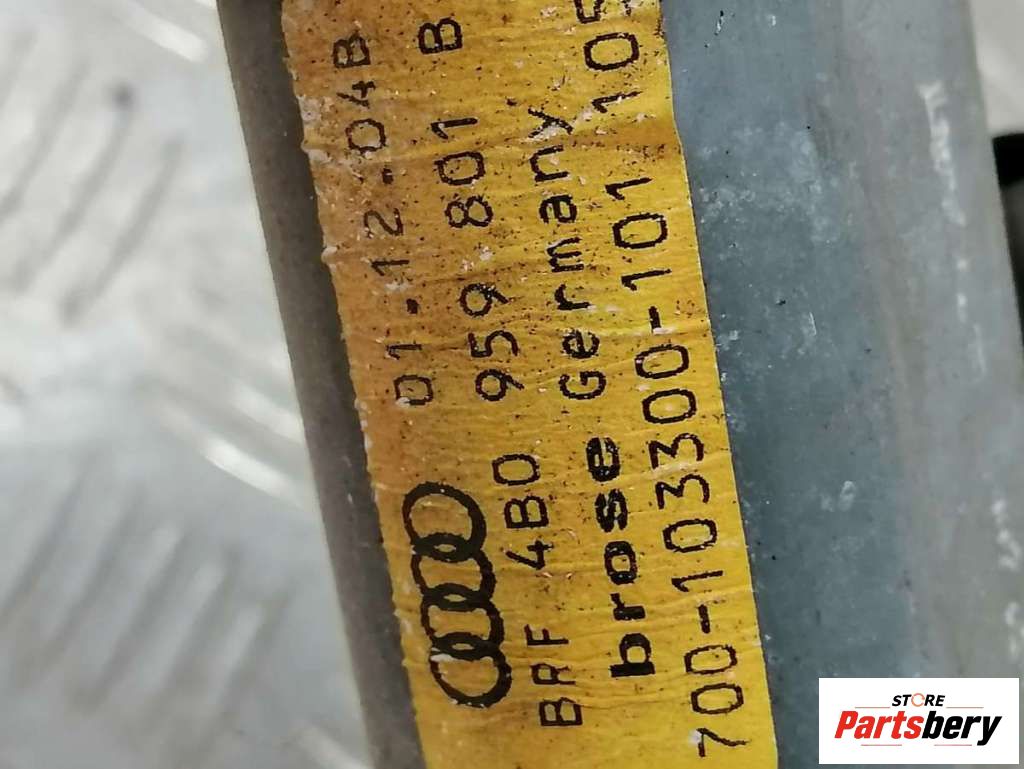 01-12-04B
BRF 4B0 959 801 B
brose Germany
700-103300-101 105
STORE
Partsbery